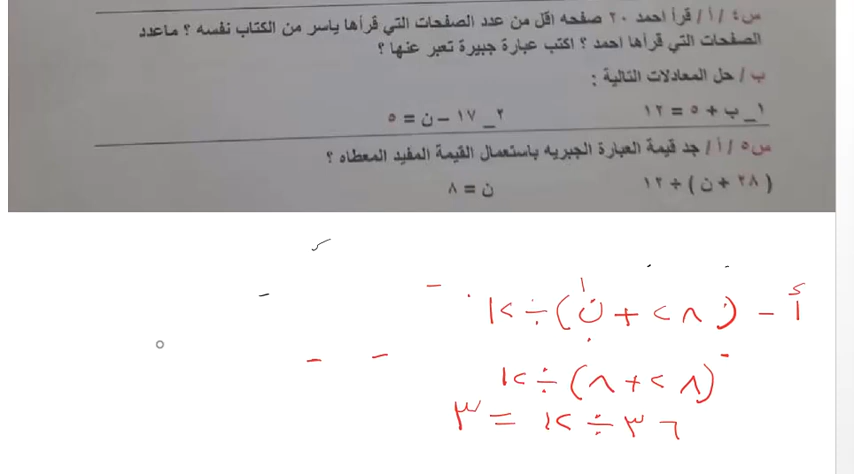 س٤ / أ / قرأ احمد ٢٠ صفحه اقل من عدد الصفحات التي قرأها ياسر من الكتاب نفسه ؟ ماعدد
الصفحات التي قرأها احمد ؟ اكتب عبارة جبيرة تعبر عنها ؟
ب / حل المعادلات التالية :
١_ ب + ٥ = ١٢ ٢_ ١٧ – ن = ٥
س٥ / أ / جد قيمة العبارة الجبريه باستعمال القيمة المفيد المعطاه ؟
( ٢٨ + ن ) ÷ ١٢ ن = ٨
أ - ( ٢٨ + ن ) ÷ ١٢
( ٢٨ + ٨ ) ÷ ١٢
٣٦ ÷ ١٢ = ٣